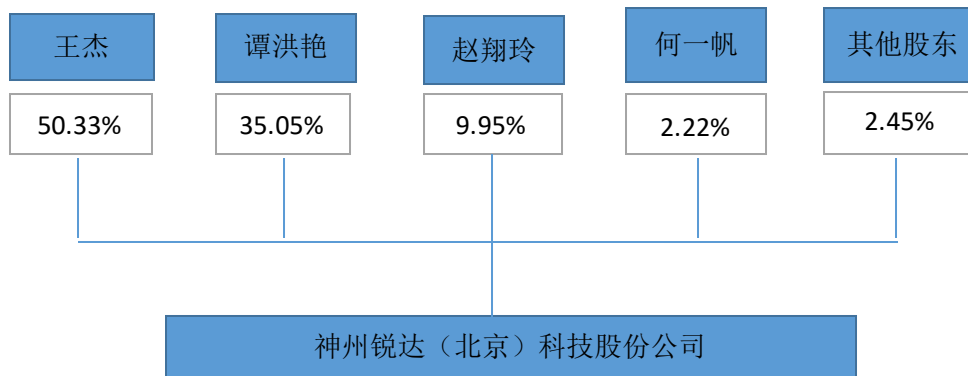 王杰
谭洪艳
赵翔玲
何一帆
其他股东
50.33%
35.05%
9.95%
2.22%
2.45%
神州锐达（北京）科技股份公司